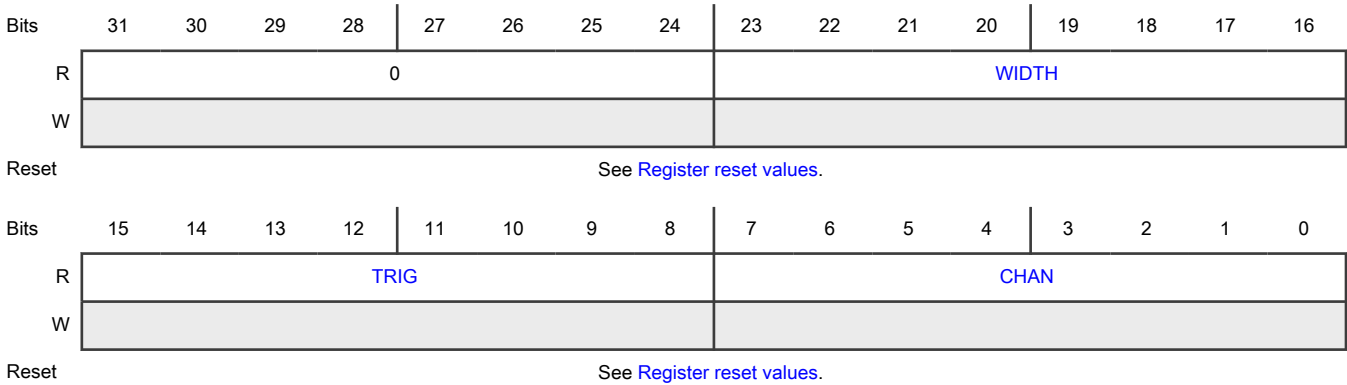 Bits 31 30 29 28 27 26 25 24 23 22 21 20 19 18 17 16
R 0 WIDTH
W
Reset See Register reset values.
Bits 15 14 13 12 11 10 9 8 7 6 5 4 3 2 1 0
R TRIG CHAN
W
Reset See Register reset values.